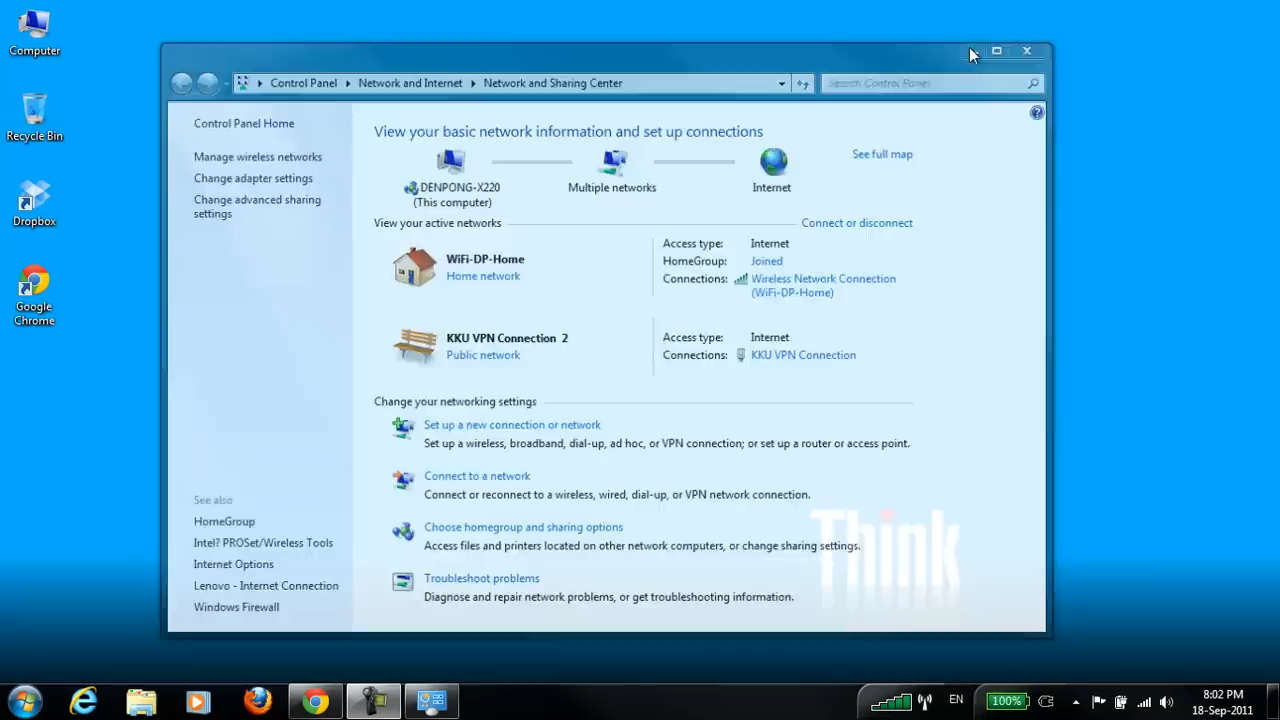 Computer
Recycle Bin
Dropbox
Google
Chrome
Control Panel
Network and Internet
Network and Sharing Center
Search Control Panel
Control Panel Home
Manage wireless networks
Change adapter settings
Change advanced sharing
settings
See also
HomeGroup
Intel? PROSet/Wireless Tools
Internet Options
Lenovo - Internet Connection
Windows Firewall
View your basic network information and set up connections
See full map
DENPONG-X220
(This computer)
Multiple networks
Internet
View your active networks
Connect or disconnect
WiFi-DP-Home
Home network
Access type: Internet
HomeGroup: Joined
Connections: Wireless Network Connection
(WiFi-DP-Home)
KKU VPN Connection 2
Public network
Access type: Internet
Connections: KKU VPN Connection
Change your networking settings
Set up a new connection or network
Set up a wireless, broadband, dial-up, ad hoc, or VPN connection; or set up a router or access point.
Connect to a network
Connect or reconnect to a wireless, wired, dial-up, or VPN network connection.
Choose homegroup and sharing options
Access files and printers located on other network computers, or change sharing settings.
Troubleshoot problems
Diagnose and repair network problems, or get troubleshooting information.
Think
EN
100%
8:02 PM
18-Sep-2011